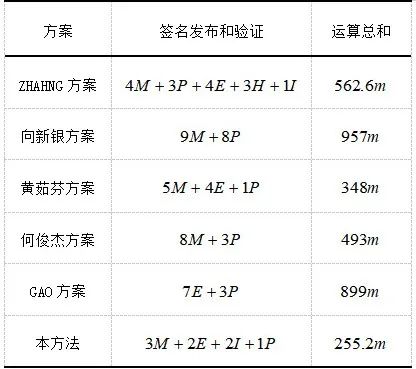 方案 签名发布和验证 运算总和
ZHAHNG 方案 4M + 3P + 4E + 3H + 1I 562.6m
向新银方案 9M + 8P 957m
黄茹芬方案 5M + 4E + 1P 348m
何俊杰方案 8M + 3P 493m
GAO 方案 7E + 3P 899m
本方法 3M + 2E + 2I + 1P 255.2m